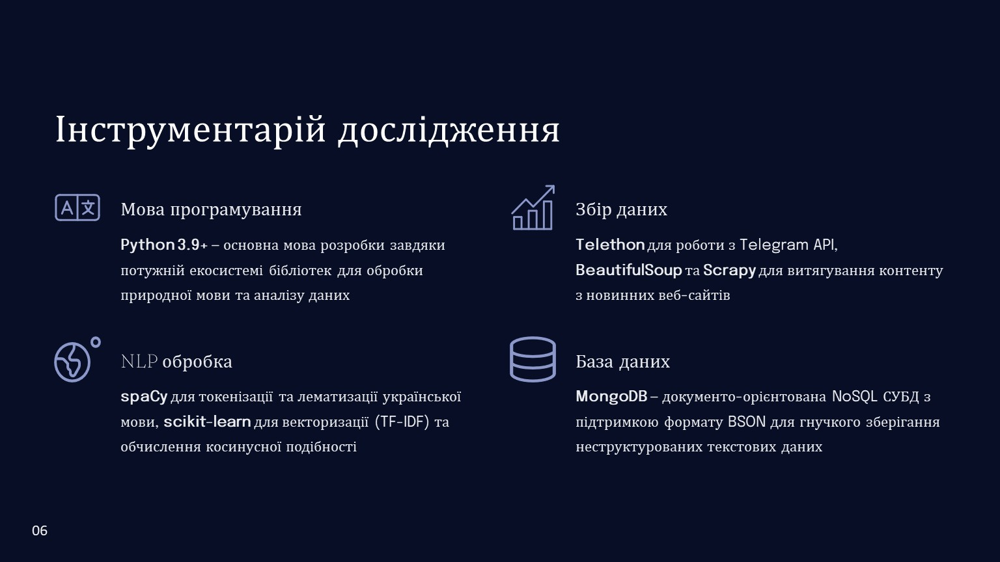 Інструментарій дослідження
A 文
Мова програмування
Python 3.9+ – основна мова розробки завдяки
потужній екосистемі бібліотек для обробки
природної мови та аналізу даних
Збір даних
Telethon для роботи з Telegram API,
BeautifulSoup та Scrapy для витягування контенту
з новинних веб-сайтів
NLP обробка
spaCy для токенізації та лематизації української
мови, scikit-learn для векторизації (TF-IDF) та
обчислення косинусної подібності
База даних
MongoDB – документо-орієнтована NoSQL СУБД з
підтримкою формату BSON для гнучкого зберігання
неструктурованих текстових даних
06